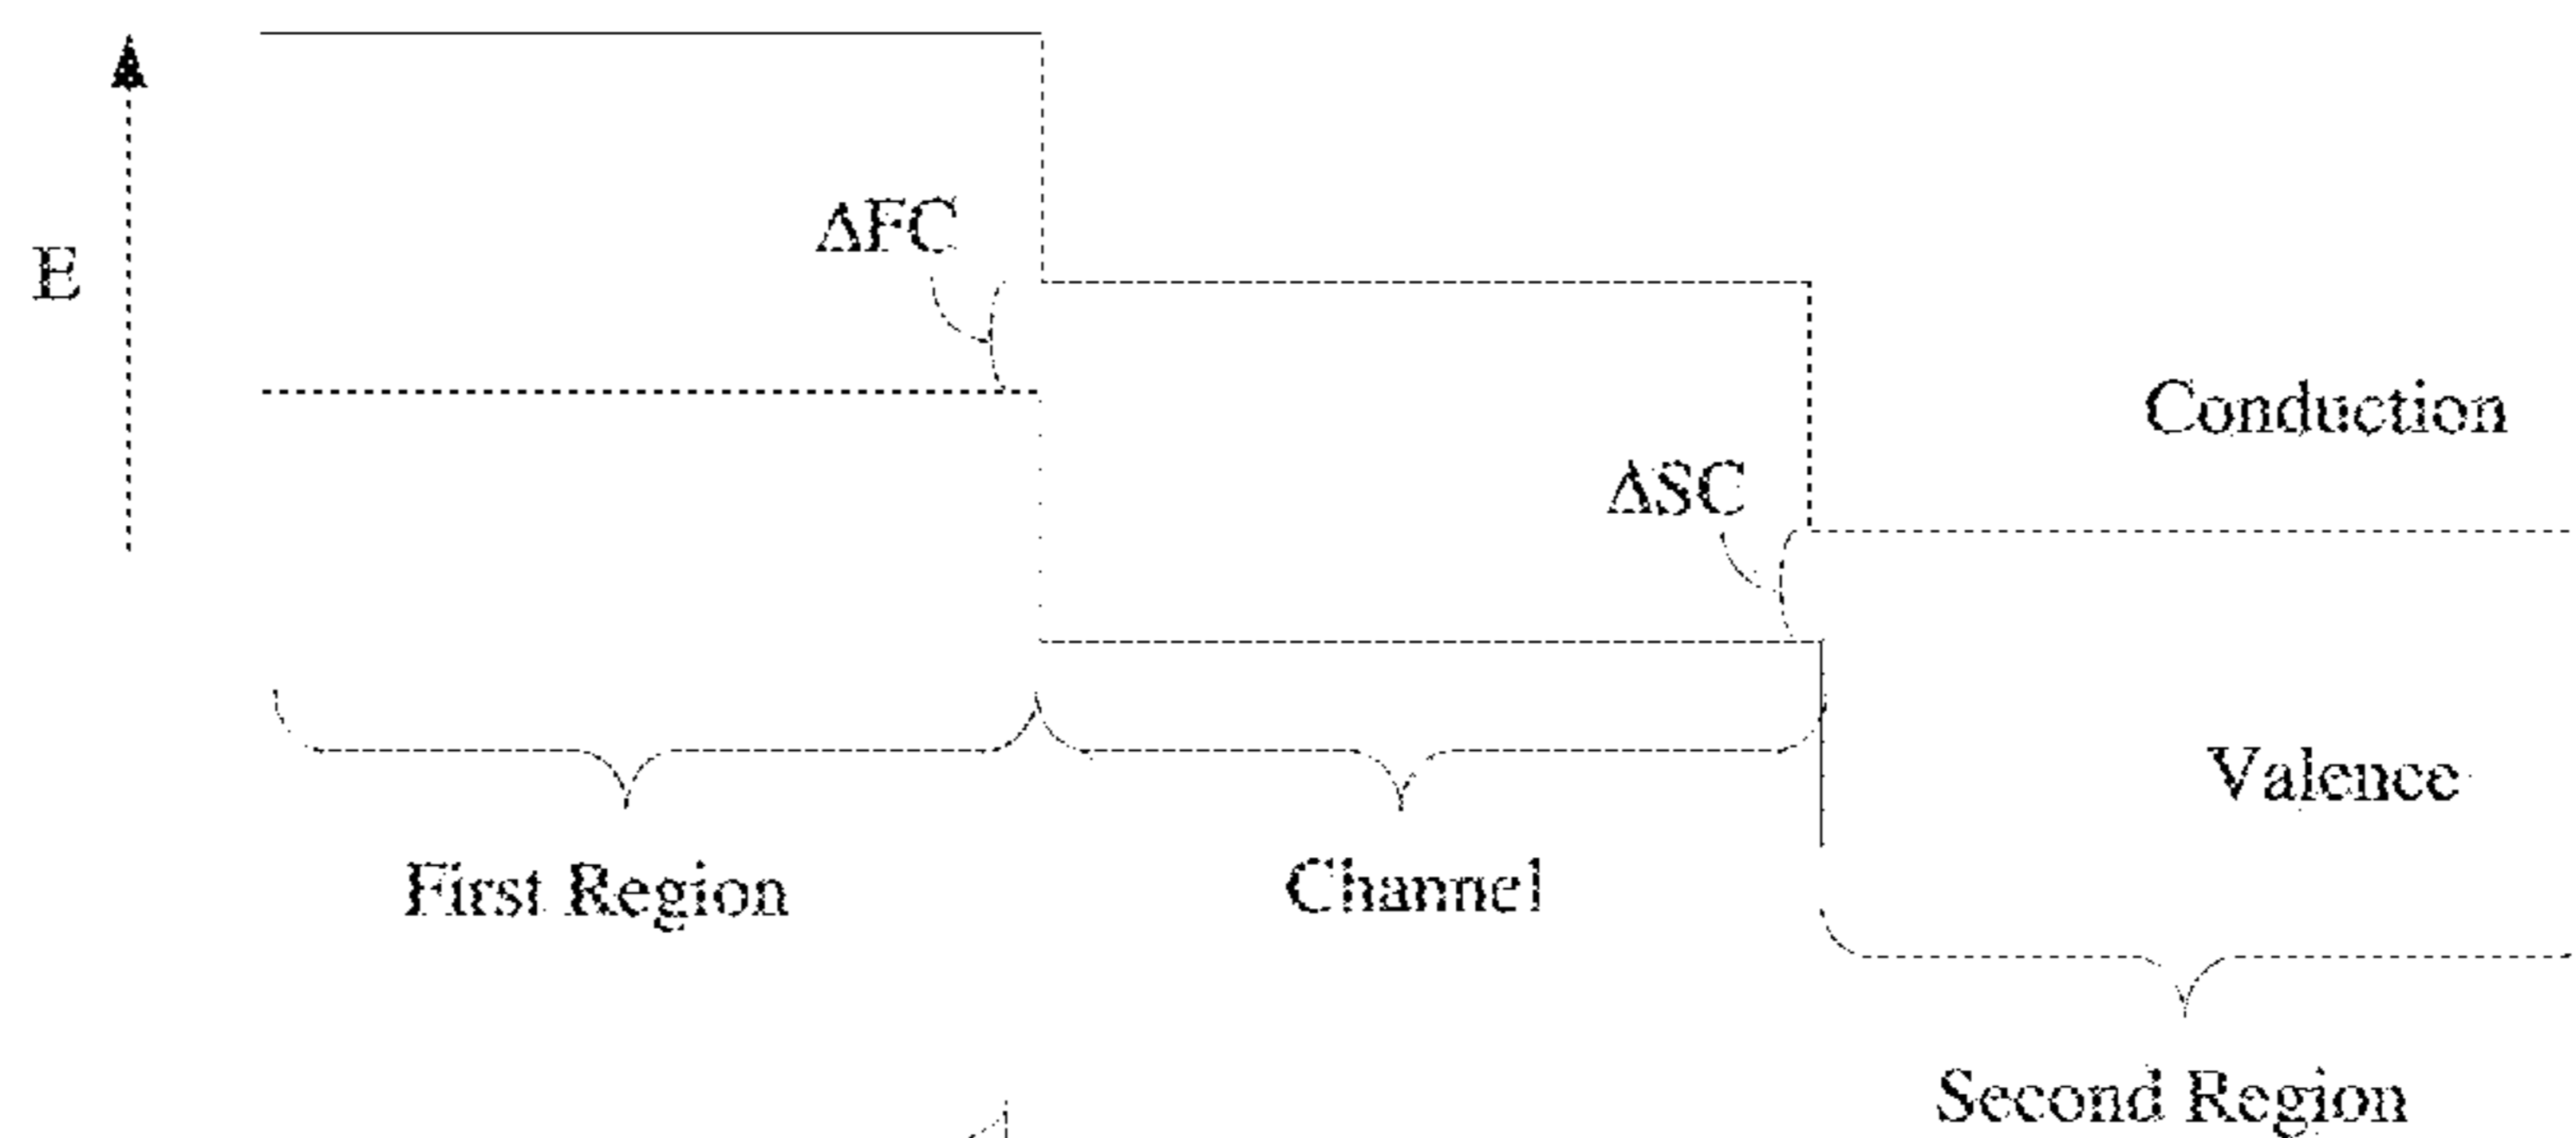 ΔFC
E
Conduction
ΔSC
Valence
First Region
Channel
Second Region